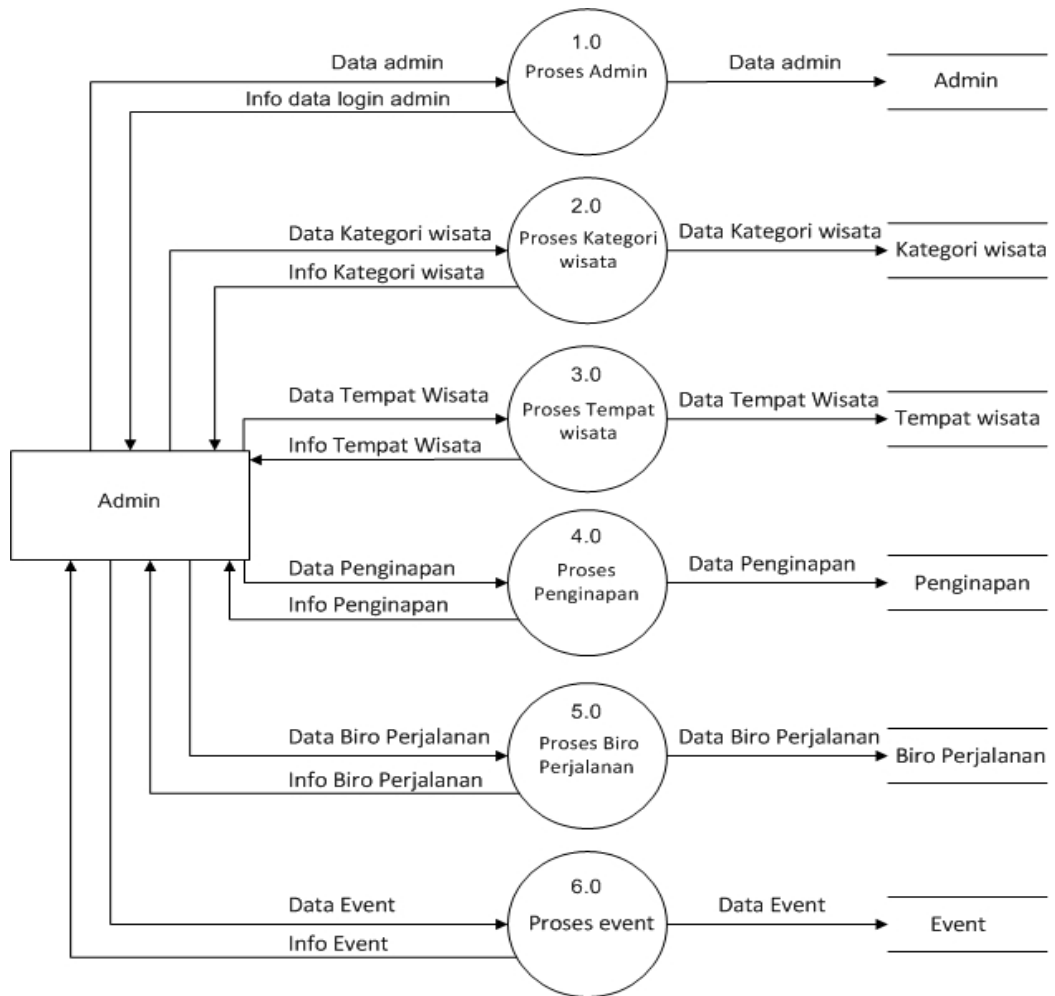 1.0
Proses Admin
Data admin
Info data login admin
Data admin
Admin
2.0
Proses Kategori
wisata
Data Kategori wisata
Info Kategori wisata
Data Kategori wisata
Kategori wisata
3.0
Proses Tempat
wisata
Data Tempat Wisata
Info Tempat Wisata
Data Tempat Wisata
Tempat wisata
Admin
4.0
Proses
Penginapan
Data Penginapan
Info Penginapan
Data Penginapan
Penginapan
5.0
Proses Biro
Perjalanan
Data Biro Perjalanan
Info Biro Perjalanan
Data Biro Perjalanan
Biro Perjalanan
6.0
Proses event
Data Event
Info Event
Data Event
Event